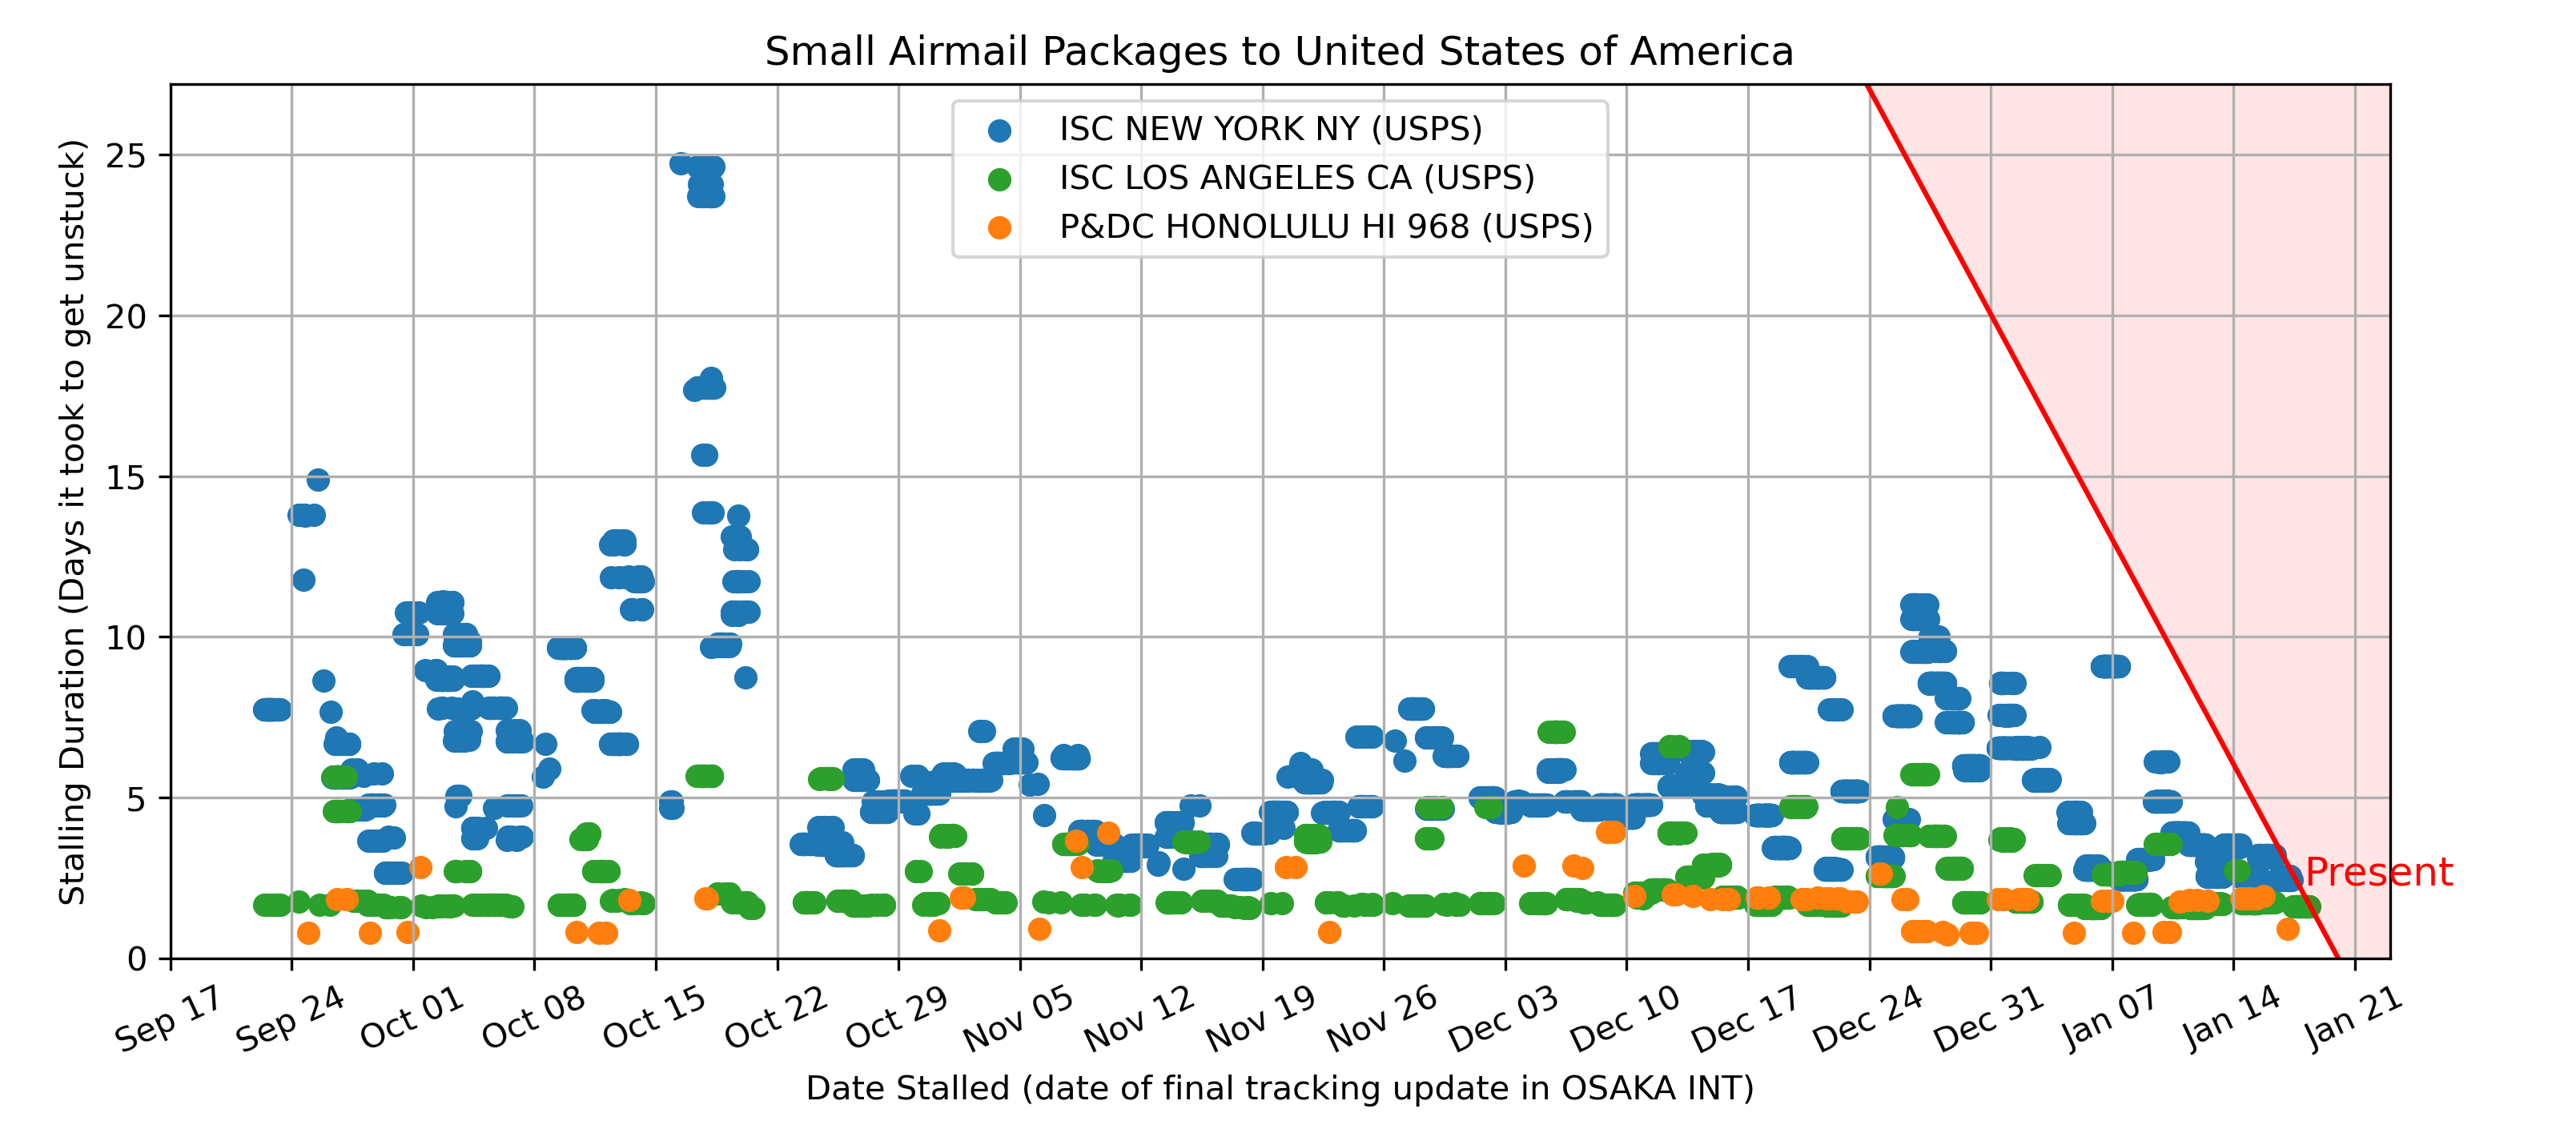 Small Airmail Packages to United States of America
ISC NEW YORK NY (USPS)
ISC LOS ANGELES CA (USPS)
P&DC HONOLULU HI 968 (USPS)
Stalling Duration (Days it took to get unstuck)
25
20
15
10
5
0
Present
Sep 17 Sep 24 Oct 01 Oct 08 Oct 15 Oct 22 Oct 29 Nov 05 Nov 12 Nov 19 Nov 26 Dec 03 Dec 10 Dec 17 Dec 24 Dec 31 Jan 07 Jan 14 Jan 21
Date Stalled (date of final tracking update in OSAKA INT)